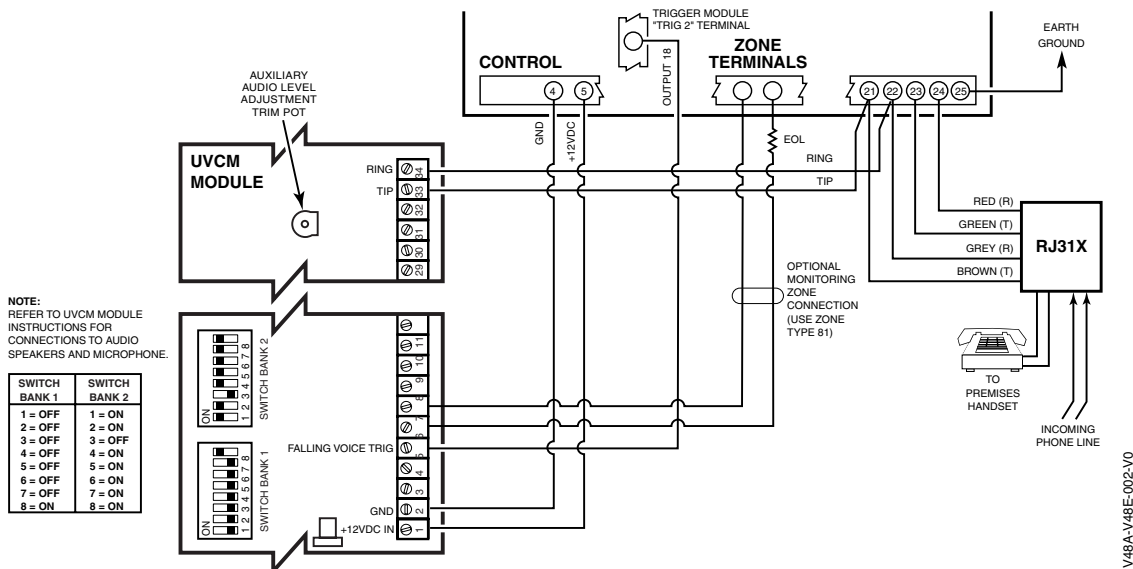 TRIGGER MODULE
"TRIG 2" TERMINAL
EARTH
GROUND
CONTROL
ZONE
TERMINALS
OUTPUT 18
4
5
21
22
23
24
25
GND
+12VDC
EOL
AUXILIARY
AUDIO LEVEL
ADJUSTMENT
TRIM POT
UVCM
MODULE
RING
TIP
34
33
32
31
30
29
RING
TIP
RED (R)
GREEN (T)
GREY (R)
BROWN (T)
RJ31X
OPTIONAL
MONITORING
ZONE
CONNECTION
(USE ZONE
TYPE 81)
TO
PREMISES
HANDSET
INCOMING
PHONE LINE
NOTE:
REFER TO UVCM MODULE
INSTRUCTIONS FOR
CONNECTIONS TO AUDIO
SPEAKERS AND MICROPHONE.
SWITCH BANK 1 SWITCH BANK 2
1 = OFF 1 = ON
2 = OFF 2 = ON
3 = OFF 3 = OFF
4 = OFF 4 = ON
5 = OFF 5 = ON
6 = OFF 6 = ON
7 = OFF 7 = ON
8 = ON 8 = ON
ON
1 2 3 4 5 6 7 8
SWITCH BANK 2
ON
1 2 3 4 5 6 7 8
SWITCH BANK 1
11
10
9
8
7
6
5
4
3
2
1
FALLING VOICE TRIG
GND
+12VDC IN
V48A-V48E-002-V0